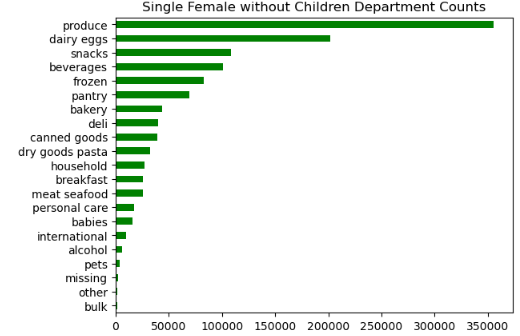 Single Female without Children Department Counts
produce
dairy eggs
snacks
beverages
frozen
pantry
bakery
deli
canned goods
dry goods pasta
household
breakfast
meat seafood
personal care
babies
international
alcohol
pets
missing
other
bulk
0 50000 100000 150000 200000 250000 300000 350000